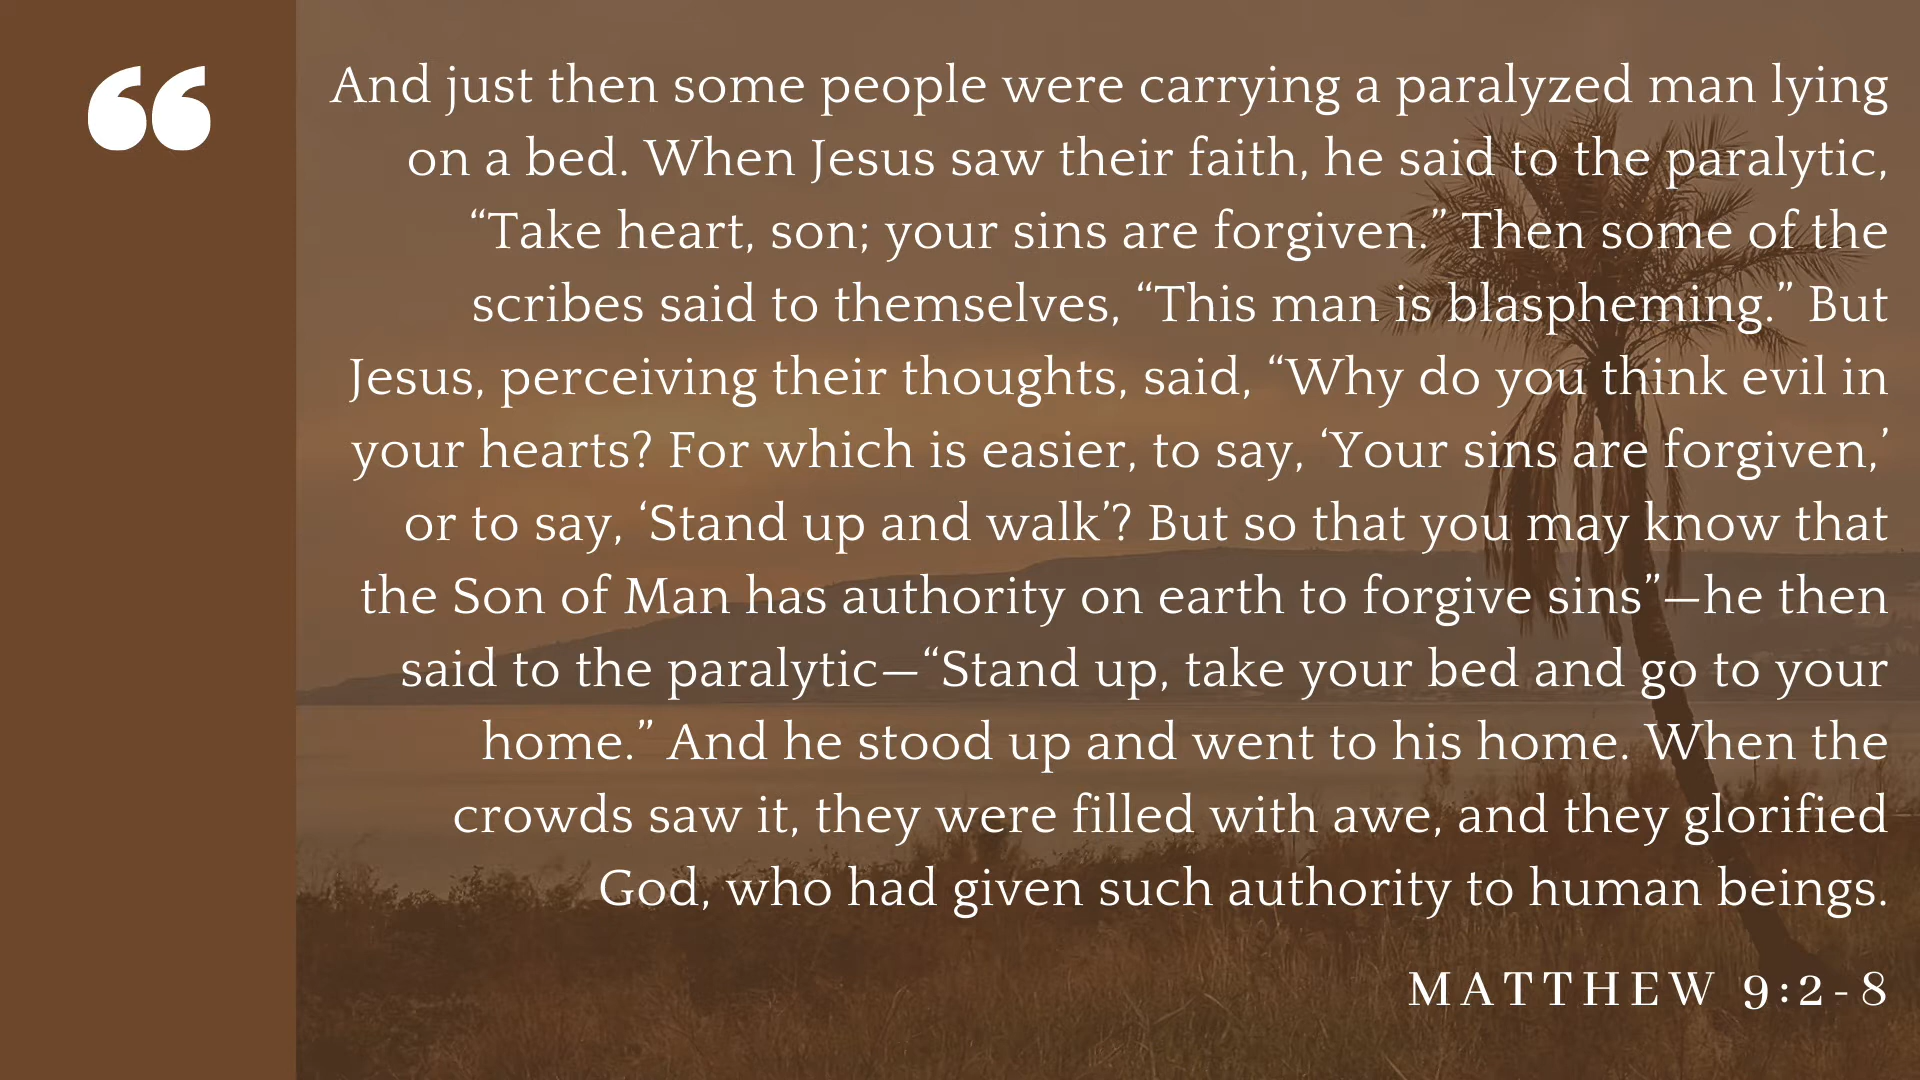 “
And just then some people were carrying a paralyzed man lying
on a bed. When Jesus saw their faith, he said to the paralytic,
“Take heart, son; your sins are forgiven.” Then some of the
scribes said to themselves, “This man is blaspheming.” But
Jesus, perceiving their thoughts, said, “Why do you think evil in
your hearts? For which is easier, to say, ‘Your sins are forgiven,’
or to say, ‘Stand up and walk’? But so that you may know that
the Son of Man has authority on earth to forgive sins”—he then
said to the paralytic—“Stand up, take your bed and go to your
home.” And he stood up and went to his home. When the
crowds saw it, they were filled with awe, and they glorified
God, who had given such authority to human beings.
MATTHEW 9:2-8